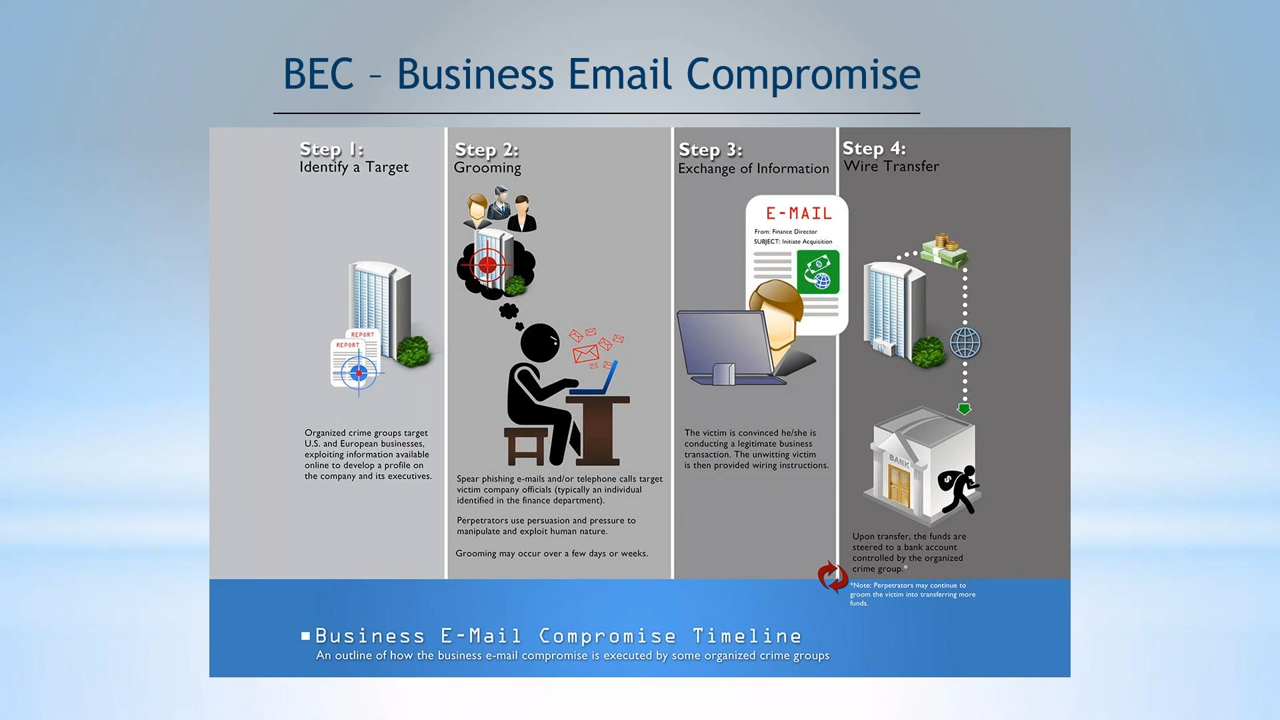 BEC – Business Email Compromise
Step 1:
Identify a Target
REPORT
REPORT
Organized crime groups target
U.S. and European businesses,
exploiting information available
online to develop a profile on
the company and its executives.
Step 2:
Grooming
Spear phishing e-mails and/or telephone calls target
victim company officials (typically an individual
identified in the finance department).
Perpetrators use persuasion and pressure to
manipulate and exploit human nature.
Grooming may occur over a few days or weeks.
Step 3:
Exchange of Information
E-MAIL
From: Finance Director
SUBJECT: Initiate Acquisition
The victim is convinced he/she is
conducting a legitimate business
transaction. The unwitting victim
is then provided wiring instructions.
Step 4:
Wire Transfer
BANK
$
Upon transfer, the funds are
steered to a bank account
controlled by the organized
crime group.*
*Note: Perpetrators may continue to
groom the victim into transferring more
funds.
Business E-Mail Compromise Timeline
An outline of how the business e-mail compromise is executed by some organized crime groups